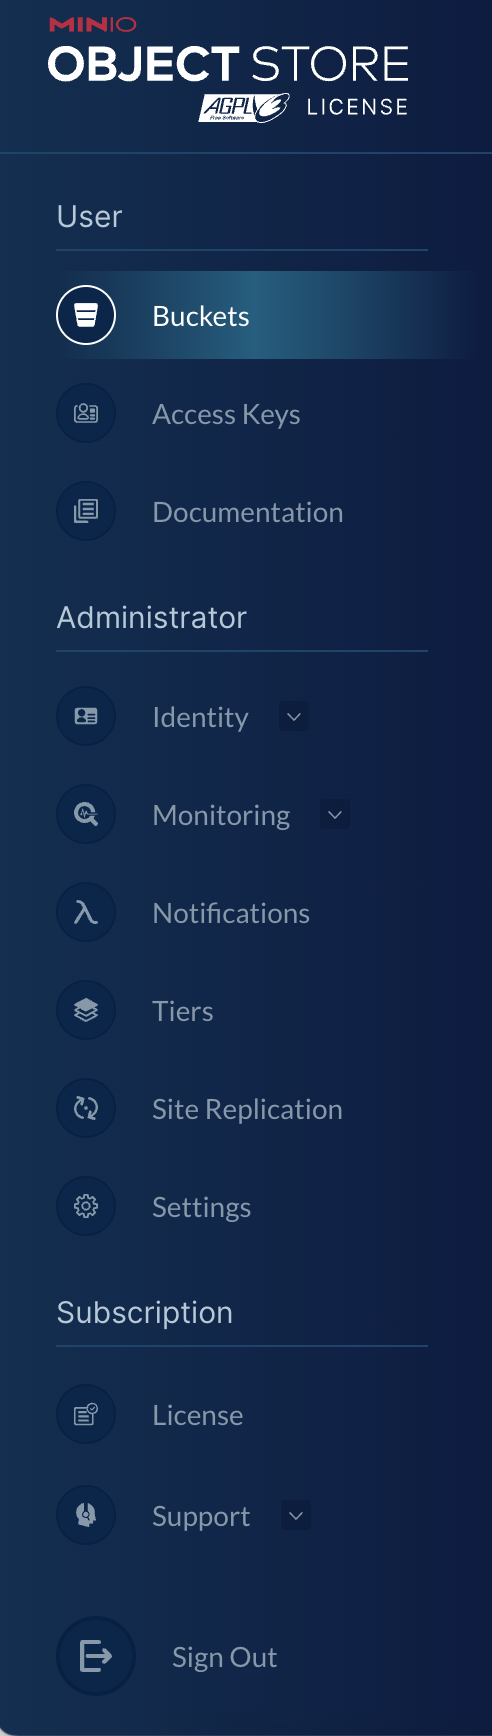 MINIO
OBJECT STORE
AGPLv3 LICENSE
Free Software
User
Buckets
Access Keys
Documentation
Administrator
Identity
Monitoring
Notifications
Tiers
Site Replication
Settings
Subscription
License
Support
Sign Out